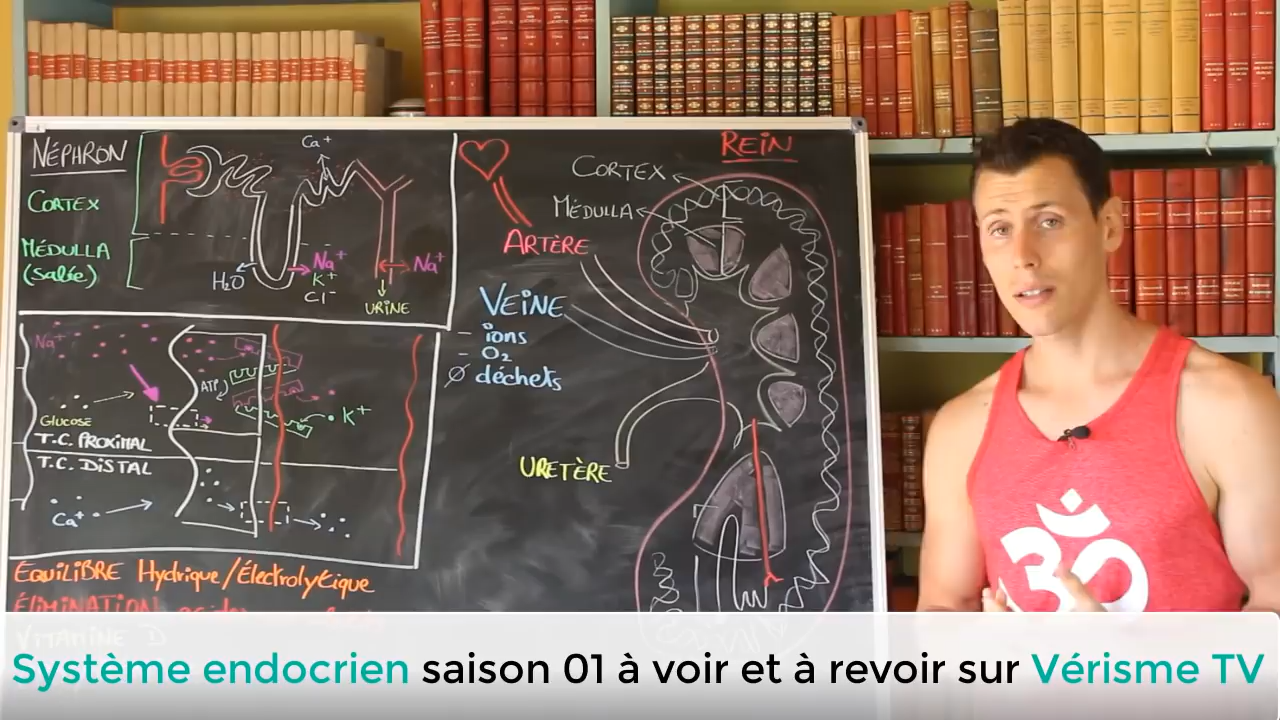 NÉPHRON
CORTEX
MÉDULLA
(Salée)
Ca+
H2O
Na+
K+
Cl-
Na+
URINE
Na+
ATP
K+
GLUCOSE
T.C. PROXIMAL
T.C. DISTAL
Ca+
EQUILIBRE Hydrique/Électrolytique
ÉLIMINATION
VITAMINE D
REIN
CORTEX
MÉDULLA
ARTÈRE
VEINE
- ions
- O2
Ø déchets
URETÈRE
ॐ
Système endocrien saison 01 à voir et à revoir sur Vérisme TV